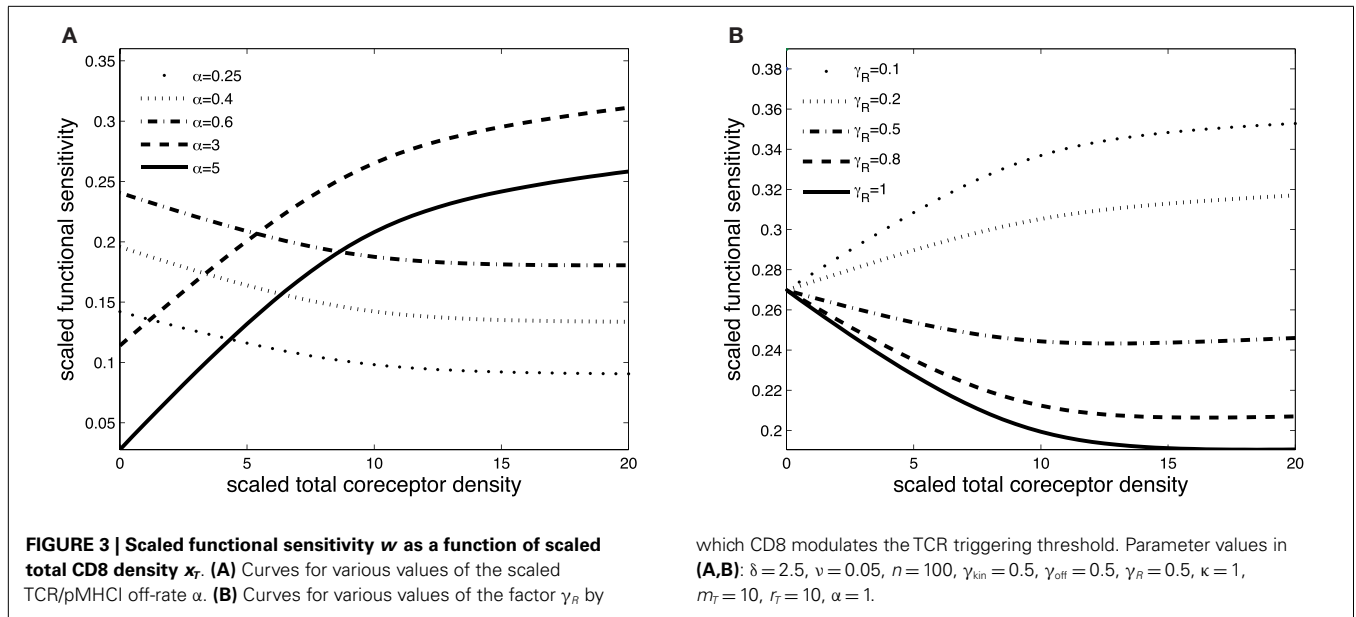 A
0.35
0.3
0.25
0.2
0.15
0.1
0.05
scaled functional sensitivity
α=0.25
α=0.4
α=0.6
α=3
α=5
0 5 10 15 20
scaled total coreceptor density
B
0.38
0.36
0.34
0.32
0.3
0.28
0.26
0.24
0.22
0.2
scaled functional sensitivity
γR=0.1
γR=0.2
γR=0.5
γR=0.8
γR=1
0 5 10 15 20
scaled total coreceptor density
FIGURE 3 | Scaled functional sensitivity w as a function of scaled
total CD8 density xT. (A) Curves for various values of the scaled
TCR/pMHCI off-rate α. (B) Curves for various values of the factor γR by
which CD8 modulates the TCR triggering threshold. Parameter values in
(A,B): δ = 2.5, ν = 0.05, n = 100, γkin = 0.5, γoff = 0.5, γR = 0.5, κ = 1,
mT = 10, rT = 10, α = 1.